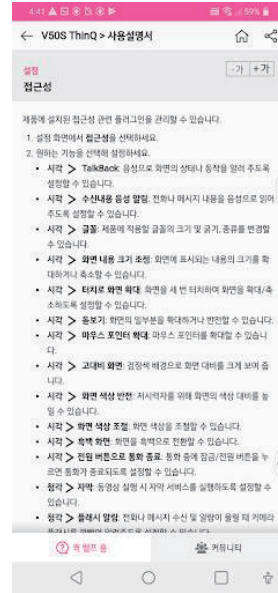 4:41
59%
← V50S ThinQ > 사용설명서
설정
-가 +가
접근성
제품에 설치된 접근성 관련 플러그인을 관리할 수 있습니다.
1. 설정 화면에서 접근성을 선택하세요.
2. 원하는 기능을 선택해 설정하세요.
• 시각 > TalkBack: 음성으로 화면의 상태나 동작을 알려 주도록
설정할 수 있습니다.
• 시각 > 수신내용 음성 알림: 전화나 메시지 내용을 음성으로 읽어
주도록 설정할 수 있습니다.
• 시각 > 글꼴: 제품에 적용할 글꼴의 크기 및 굵기, 종류를 변경할
수 있습니다.
• 시각 > 화면 내용 크기 조정: 화면에 표시되는 내용의 크기를 확
대하거나 축소할 수 있습니다.
• 시각 > 터치로 화면 확대: 화면을 세 번 터치하여 화면을 확대/축
소하도록 설정할 수 있습니다.
• 시각 > 돋보기: 화면의 일부분을 확대하거나 반전할 수 있습니다.
• 시각 > 마우스 포인터 확대: 마우스 포인터를 확대할 수 있습니
다.
• 시각 > 고대비 화면: 검정색 배경으로 화면 대비를 크게 보여 줍
니다.
• 시각 > 화면 색상 반전: 저시력자를 위해 화면의 색상 대비를 높
일 수 있습니다.
• 시각 > 화면 색상 조절: 화면 색상을 조절할 수 있습니다.
• 시각 > 흑백 화면: 화면을 흑백으로 전환할 수 있습니다.
• 시각 > 전원 버튼으로 통화 종료: 통화 중에 잠금/전원 버튼을 누
르면 통화가 종료되도록 설정할 수 있습니다.
• 청각 > 자막: 동영상 실행 시 자막 서비스를 실행하도록 설정할 수
있습니다.
• 청각 > 플래시 알림: 전화나 메시지 수신 및 알람이 울릴 때 카메라
퀵 헬프 홈
커뮤니티